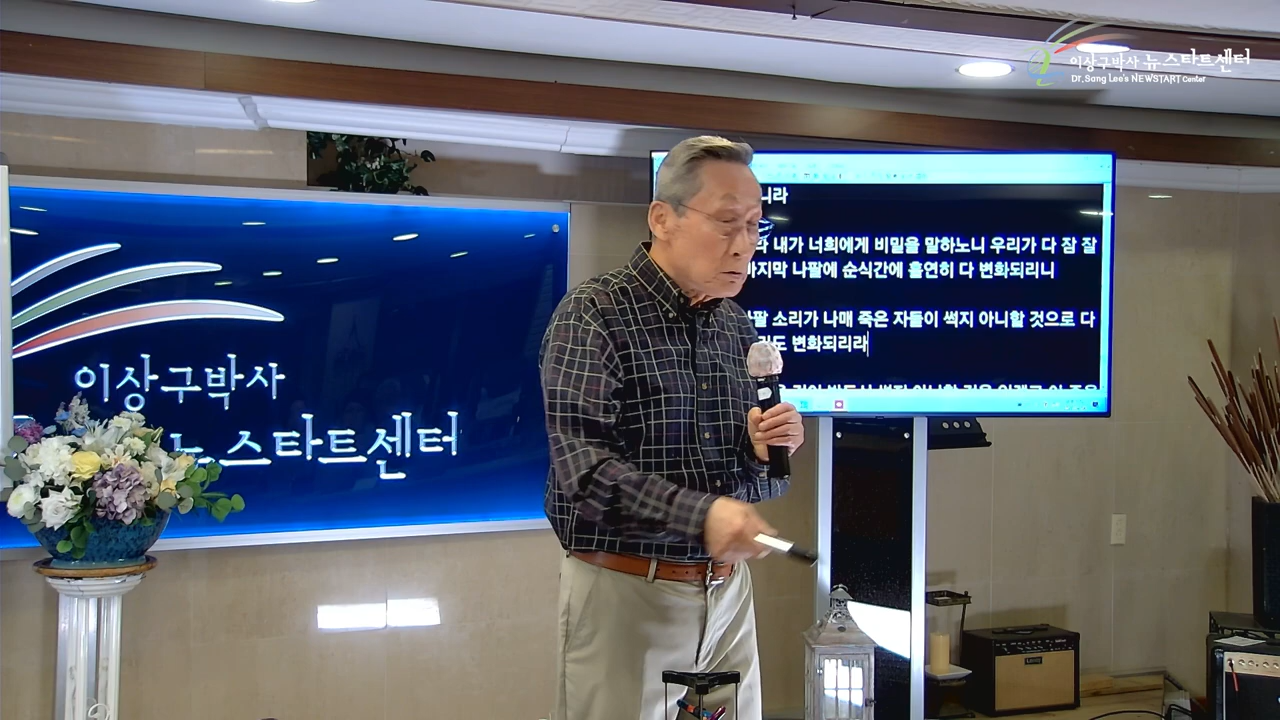 이상구박사 뉴스타트센터
Dr. Sang Lee's NEWSTART Center
이상구박사
뉴스타트센터
니라
내가 너희에게 비밀을 말하노니 우리가 다 잠 잘
마지막 나팔에 순식간에 홀연히 다 변화되리니
나팔 소리가 나매 죽은 자들이 썩지 아니할 것으로 다
변화되리라